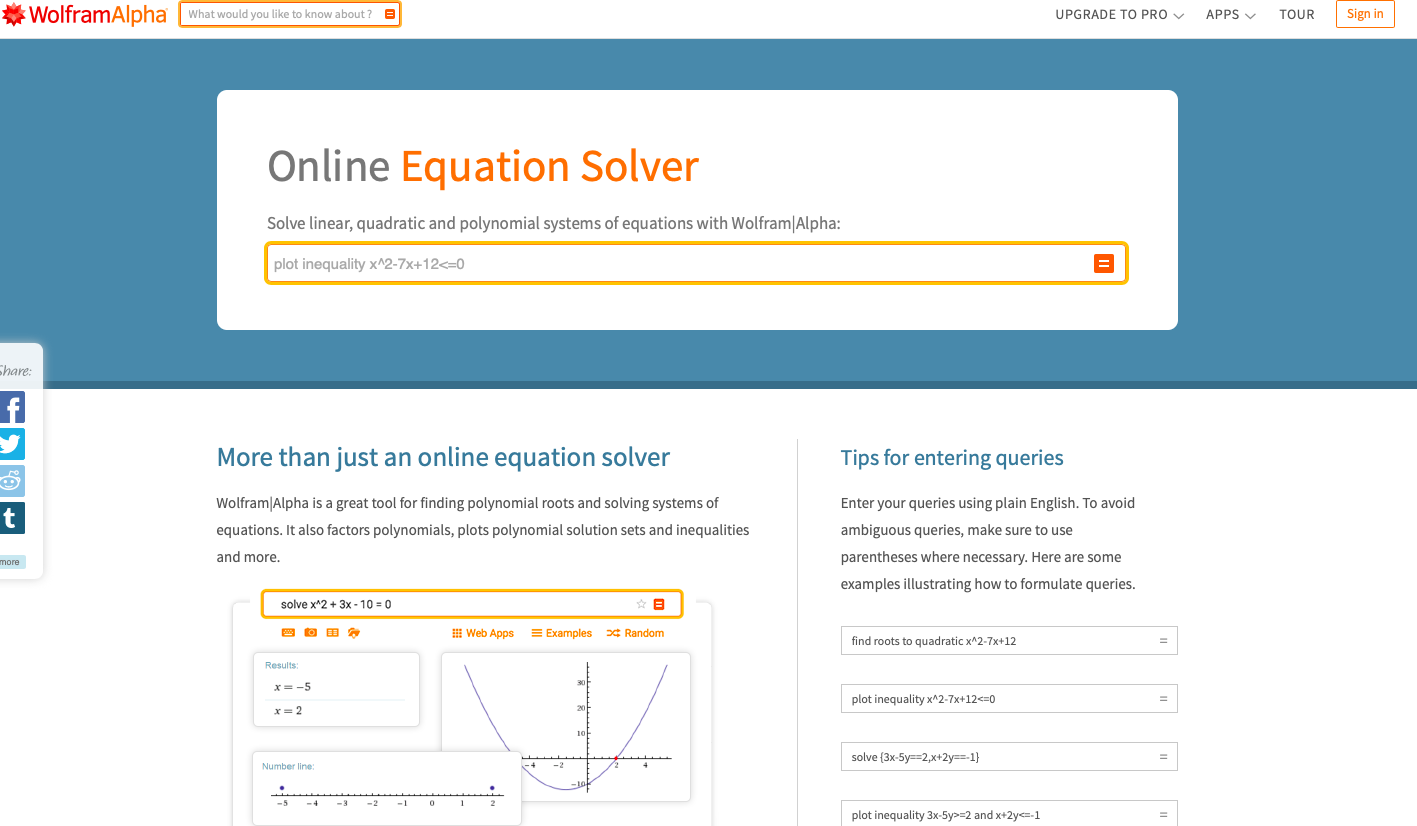 WolframAlpha
What would you like to know about ?
UPGRADE TO PRO
APPS
TOUR
Sign in
Online Equation Solver
Solve linear, quadratic and polynomial systems of equations with Wolfram|Alpha:
plot inequality x^2-7x+12<=0
Share:
f
t
more
More than just an online equation solver
Wolfram|Alpha is a great tool for finding polynomial roots and solving systems of
equations. It also factors polynomials, plots polynomial solution sets and inequalities
and more.
solve x^2 + 3x - 10 = 0
Web Apps
Examples
Random
Results:
x = −5
x = 2
30
20
10
−4 −2 2 4
−10
Number line:
−5 −4 −3 −2 −1 0 1 2
Tips for entering queries
Enter your queries using plain English. To avoid
ambiguous queries, make sure to use
parentheses where necessary. Here are some
examples illustrating how to formulate queries.
find roots to quadratic x^2-7x+12 =
plot inequality x^2-7x+12<=0 =
solve {3x-5y==2,x+2y==-1} =
plot inequality 3x-5y>=2 and x+2y<=-1 =